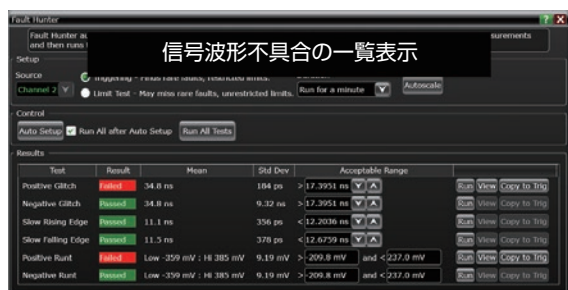 Fault Hunter
? X
Fault Hunter au
surements
and then runs
信号波形不具合の一覧表示
Setup
Source
Channel 2
Limit Test - May miss rare faults, unrestricted limits.
Run for a minute
Autoscale
Control
Auto Setup Run All after Auto Setup Run All Tests
Results
Test Result Mean Std Dev Acceptable Range
Positive Glitch Failed 34.8 ns 184 ps > 17.3951 ns Run View Copy to Trig
Negative Glitch Passed 34.8 ns 9.32 ns > 17.3951 ns Run View Copy to Trig
Slow Rising Edge Passed 11.1 ns 356 ps < 12.2036 ns Run View Copy to Trig
Slow Falling Edge Passed 11.5 ns 378 ps < 12.6759 ns Run View Copy to Trig
Positive Runt Failed Low -359 mV ; Hi 385 mV 9.19 mV > -209.8 mV and < 237.0 mV Run View Copy to Trig
Negative Runt Passed Low -359 mV ; Hi 385 mV 9.19 mV > -209.8 mV and < 237.0 mV Run View Copy to Trig